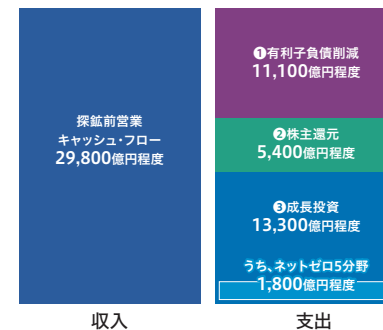 探鉱前営業
キャッシュ・フロー
29,800億円程度
❶有利子負債削減
11,100億円程度
❷株主還元
5,400億円程度
❸成長投資
13,300億円程度
うち、ネットゼロ5分野
1,800億円程度
収入
支出